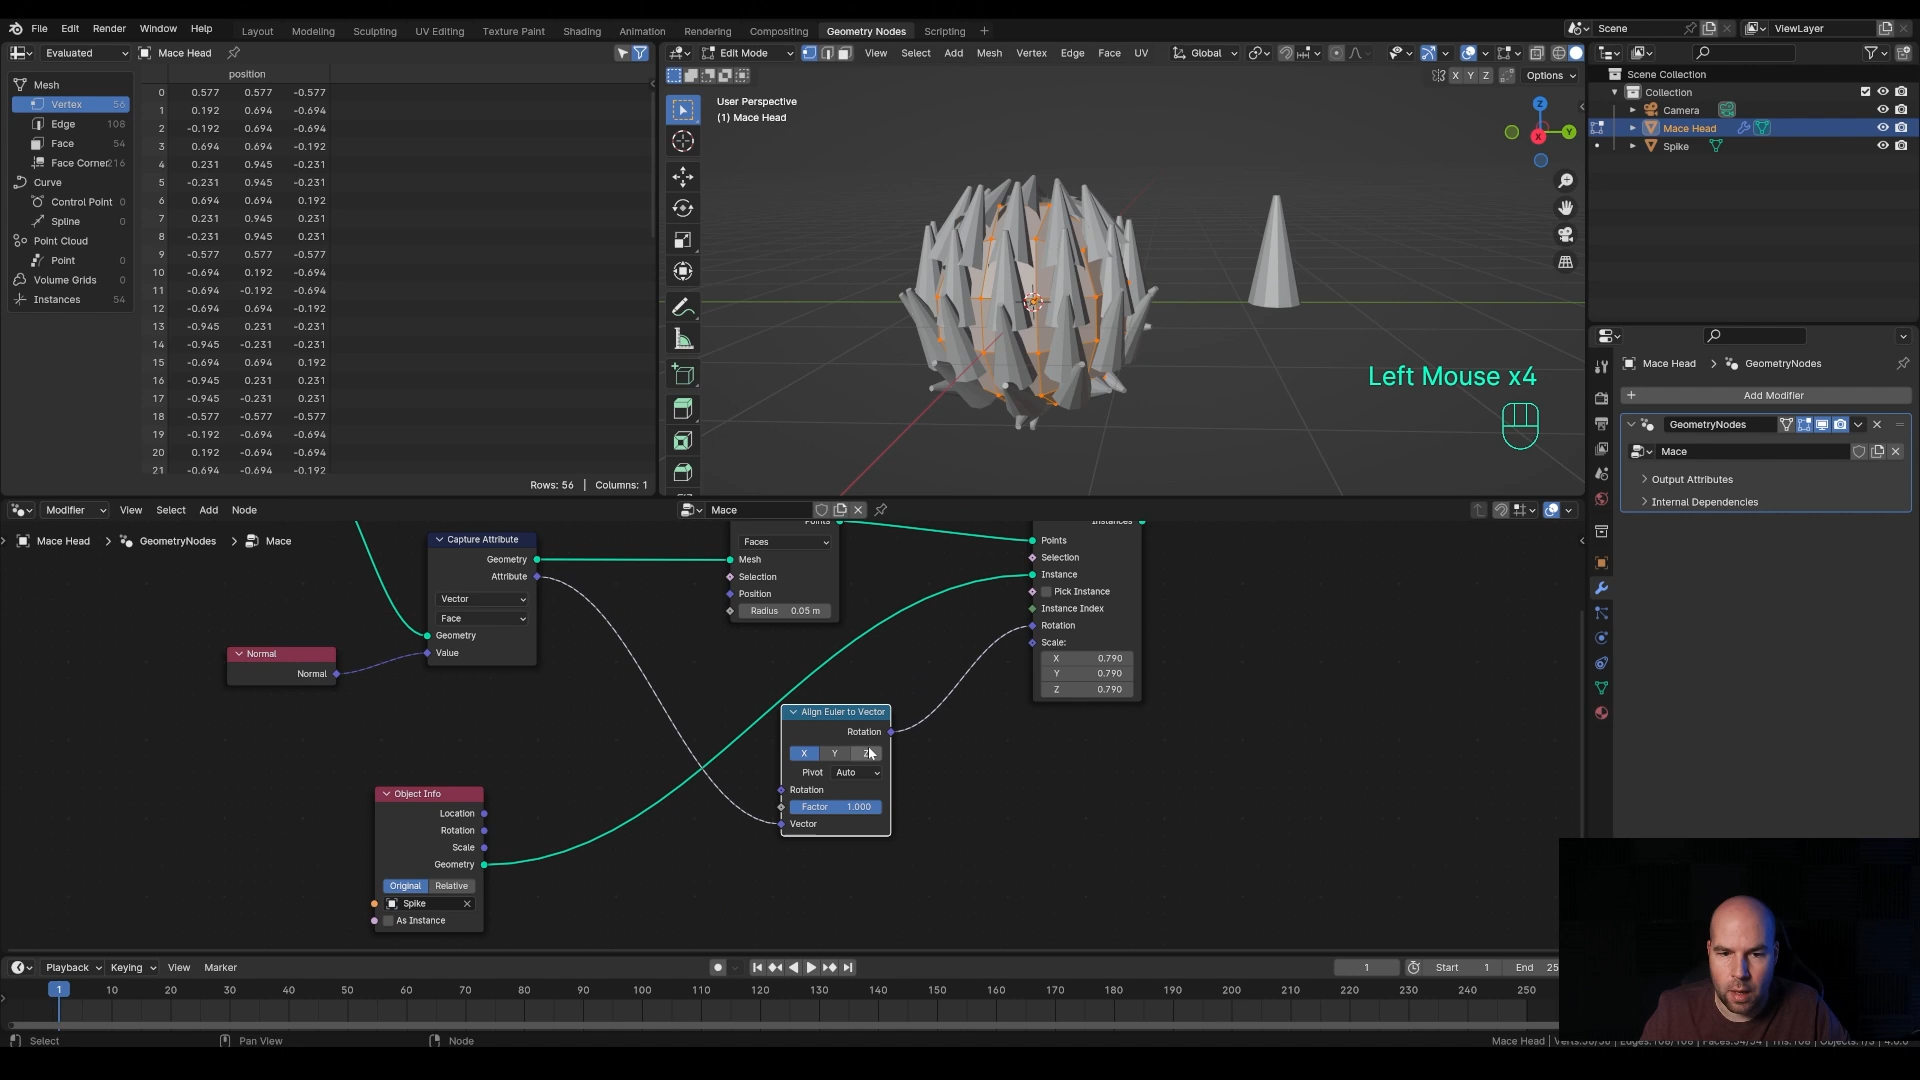 File Edit Render Window Help
Layout Modeling Sculpting UV Editing Texture Paint Shading Animation Rendering Compositing Geometry Nodes Scripting
Scene
ViewLayer
Evaluated
Mace Head
Edit Mode
View Select Add Mesh Vertex Edge Face UV
Global
X Y Z Options
position
Mesh
Vertex 56
Edge 108
Face 54
Face Corner 216
Curve
Control Point 0
Spline 0
Point Cloud
Point 0
Volume Grids 0
Instances 54
0 0.577 0.577 -0.577
1 0.192 0.694 -0.694
2 -0.192 0.694 -0.694
3 0.694 0.694 -0.192
4 0.231 0.945 -0.231
5 -0.231 0.945 -0.231
6 0.694 0.694 0.192
7 0.231 0.945 0.231
8 -0.231 0.945 0.231
9 -0.577 0.577 -0.577
10 -0.694 0.192 -0.694
11 -0.694 -0.192 -0.694
12 -0.694 0.694 -0.192
13 -0.945 0.231 -0.231
14 -0.945 -0.231 -0.231
15 -0.694 0.694 0.192
16 -0.945 0.231 0.231
17 -0.945 -0.231 0.231
18 -0.577 -0.577 -0.577
19 -0.192 -0.694 -0.694
20 0.192 -0.694 -0.694
21 -0.694 -0.694 -0.192
Rows: 56 | Columns: 1
User Perspective
(1) Mace Head
Z
Y
X
Left Mouse x4
Scene Collection
Collection
Camera
Mace Head
Spike
Mace Head > GeometryNodes
Add Modifier
GeometryNodes
Mace
Output Attributes
Internal Dependencies
Modifier View Select Add Node
Mace
Mace Head > GeometryNodes > Mace
Capture Attribute
Geometry
Attribute
Vector
Face
Geometry
Value
Normal
Normal
Points
Faces
Mesh
Selection
Position
Radius 0.05 m
Instances
Points
Selection
Instance
Pick Instance
Instance Index
Rotation
Scale:
X 0.790
Y 0.790
Z 0.790
Align Euler to Vector
Rotation
X Y Z
Pivot Auto
Rotation
Factor 1.000
Vector
Object Info
Location
Rotation
Scale
Geometry
Original Relative
Spike
As Instance
Playback Keying View Marker
1 Start 1 End 25
1 10 20 30 40 50 60 70 80 90 100 110 120 130 140 150 160 170 180 190 200 210 220 230 240 250
Select Pan View Node
Mace Head